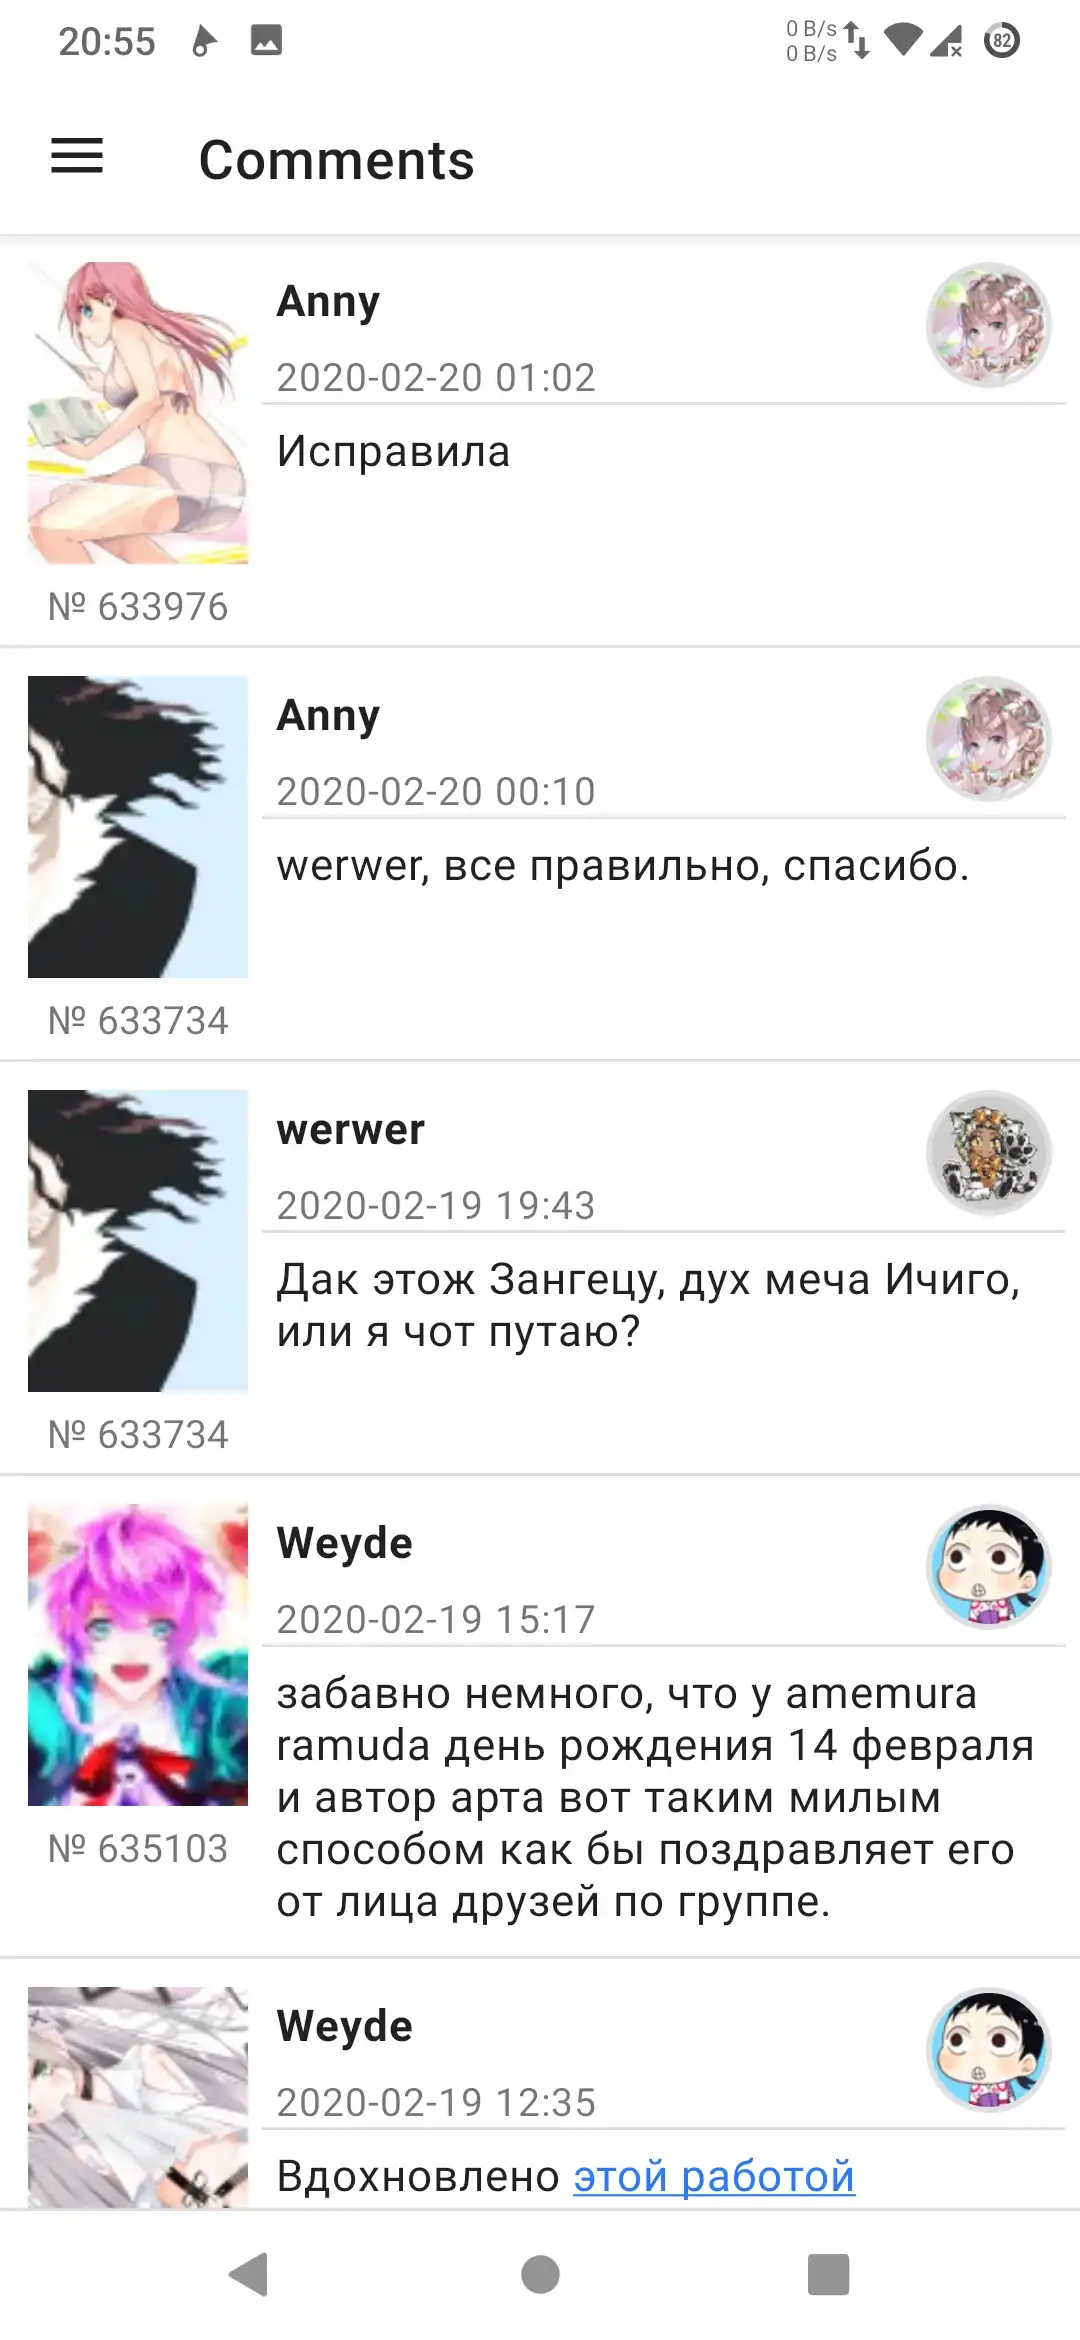 20:55
0 B/s
0 B/s
82
Comments
Anny
2020-02-20 01:02
Исправила
№ 633976
Anny
2020-02-20 00:10
werwer, все правильно, спасибо.
№ 633734
werwer
2020-02-19 19:43
Дак этож Зангецу, дух меча Ичиго,
или я чот путаю?
№ 633734
Weyde
2020-02-19 15:17
забавно немного, что у amemura
ramuda день рождения 14 февраля
и автор арта вот таким милым
способом как бы поздравляет его
от лица друзей по группе.
№ 635103
Weyde
2020-02-19 12:35
Вдохновлено этой работой